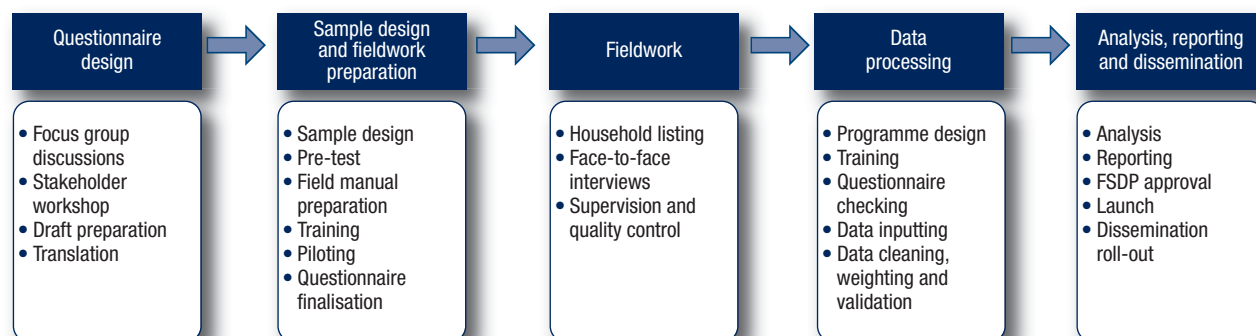 Questionnaire
design
• Focus group
discussions
• Stakeholder
workshop
• Draft preparation
• Translation
Sample design
and fieldwork
preparation
• Sample design
• Pre-test
• Field manual
preparation
• Training
• Piloting
• Questionnaire
finalisation
Fieldwork
• Household listing
• Face-to-face
interviews
• Supervision and
quality control
Data
processing
• Programme design
• Training
• Questionnaire
checking
• Data inputting
• Data cleaning,
weighting and
validation
Analysis, reporting
and dissemination
• Analysis
• Reporting
• FSDP approval
• Launch
• Dissemination
roll-out